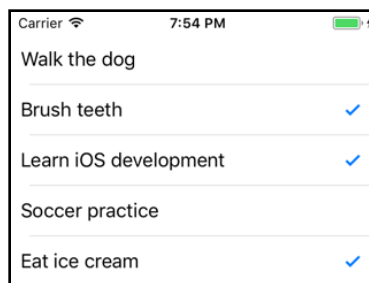 Carrier 7:54 PM
Walk the dog
Brush teeth
Learn iOS development
Soccer practice
Eat ice cream